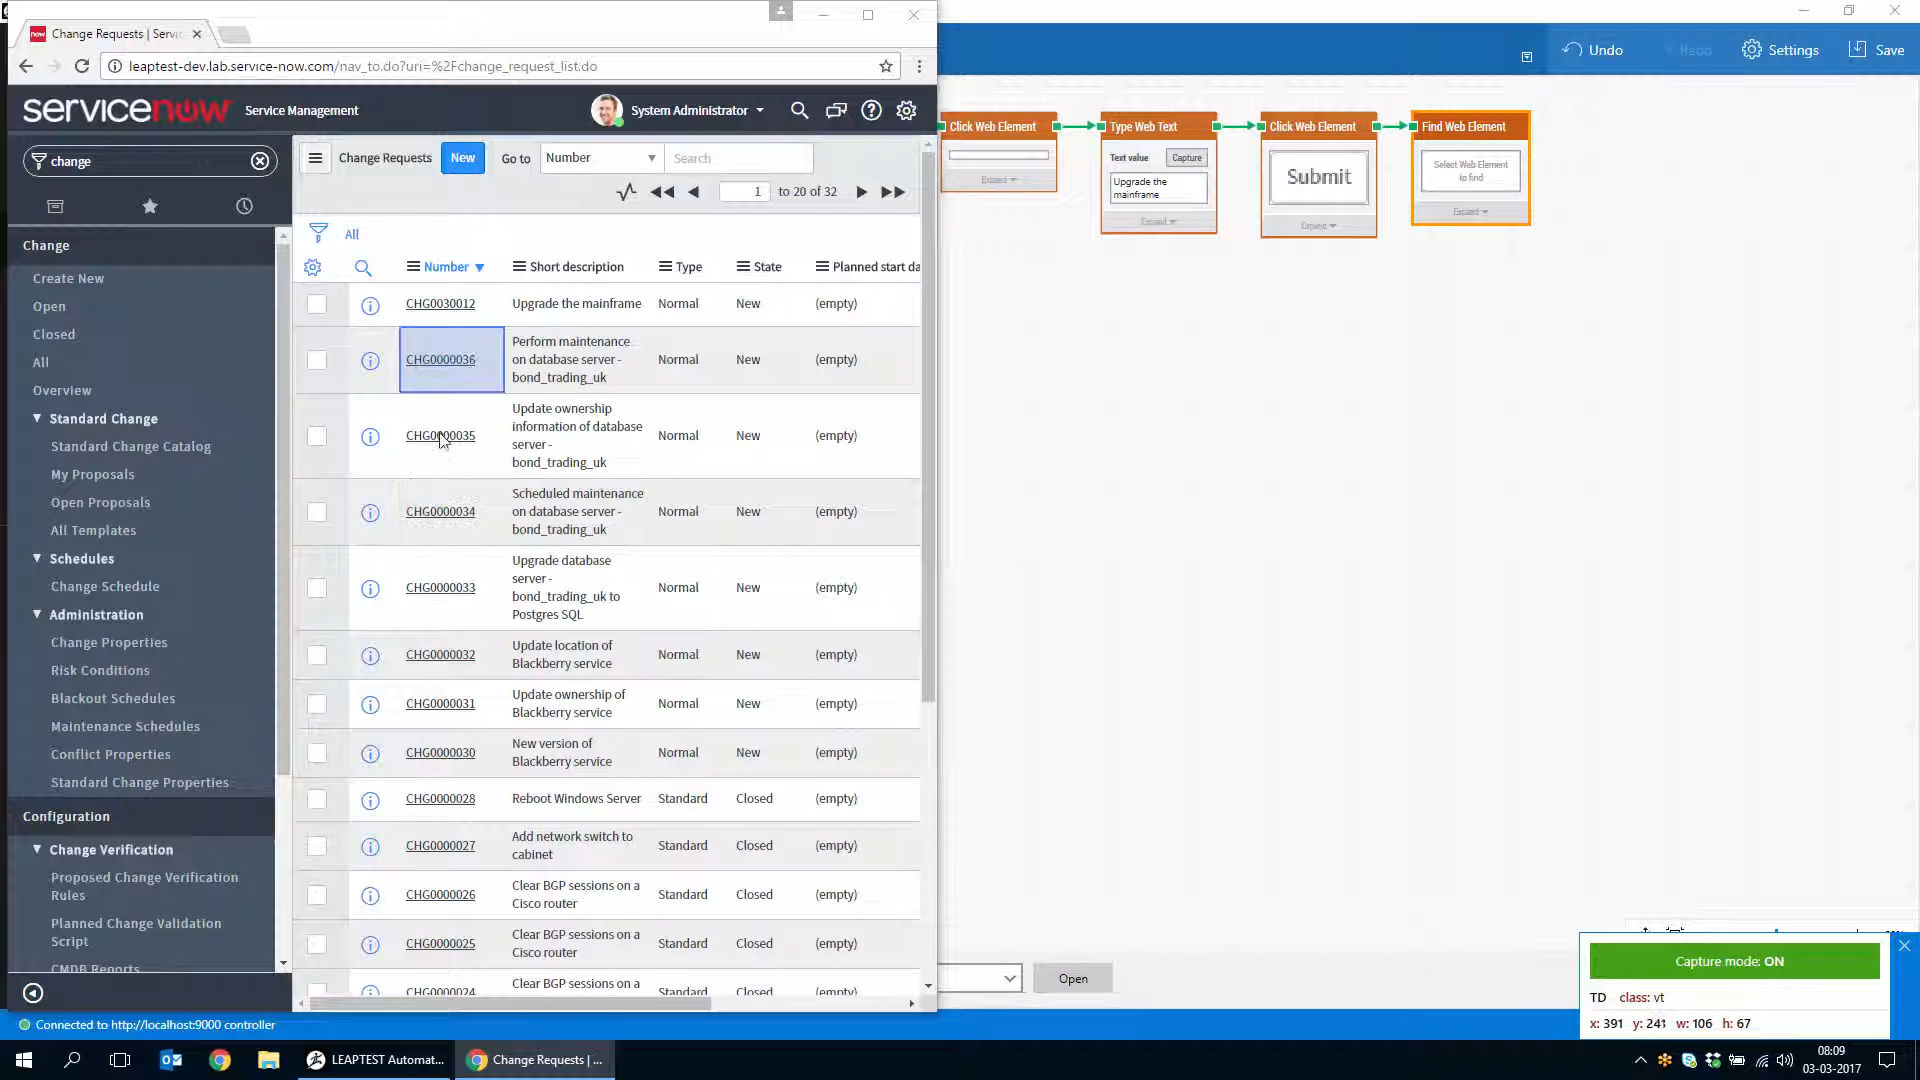 Change Requests | Servic
leaptest-dev.lab.service-now.com/nav_to.do?uri=%2Fchange_request_list.do
servicenow Service Management
System Administrator
change
Change Requests New Go to Number Search
1 to 20 of 32
All
Number Short description Type State Planned start da
CHG0030012 Upgrade the mainframe Normal New (empty)
CHG0000036 Perform maintenance on database server - bond_trading_uk Normal New (empty)
CHG0000035 Update ownership information of database server - bond_trading_uk Normal New (empty)
CHG0000034 Scheduled maintenance on database server - bond_trading_uk Normal New (empty)
CHG0000033 Upgrade database server - bond_trading_uk to Postgres SQL Normal New (empty)
CHG0000032 Update location of Blackberry service Normal New (empty)
CHG0000031 Update ownership of Blackberry service Normal New (empty)
CHG0000030 New version of Blackberry service Normal New (empty)
CHG0000028 Reboot Windows Server Standard Closed (empty)
CHG0000027 Add network switch to cabinet Standard Closed (empty)
CHG0000026 Clear BGP sessions on a Cisco router Standard Closed (empty)
CHG0000025 Clear BGP sessions on a Cisco router Standard Closed (empty)
CHG0000024 Clear BGP sessions on a Standard Closed (empty)
Change
Create New
Open
Closed
All
Overview
Standard Change
Standard Change Catalog
My Proposals
Open Proposals
All Templates
Schedules
Change Schedule
Administration
Change Properties
Risk Conditions
Blackout Schedules
Maintenance Schedules
Conflict Properties
Standard Change Properties
Configuration
Change Verification
Proposed Change Verification
Rules
Planned Change Validation
Script
CMDB Reports
Undo Redo Settings Save
Click Web Element
Expand
Type Web Text
Text value Capture
Upgrade the
mainframe
Expand
Click Web Element
Submit
Expand
Find Web Element
Select Web Element
to find
Expand
Open
Capture mode: ON
TD class: vt
x: 391 y: 241 w: 106 h: 67
Connected to http://localhost:9000 controller
LEAPTEST Automat...
Change Requests | ...
08:09
03-03-2017